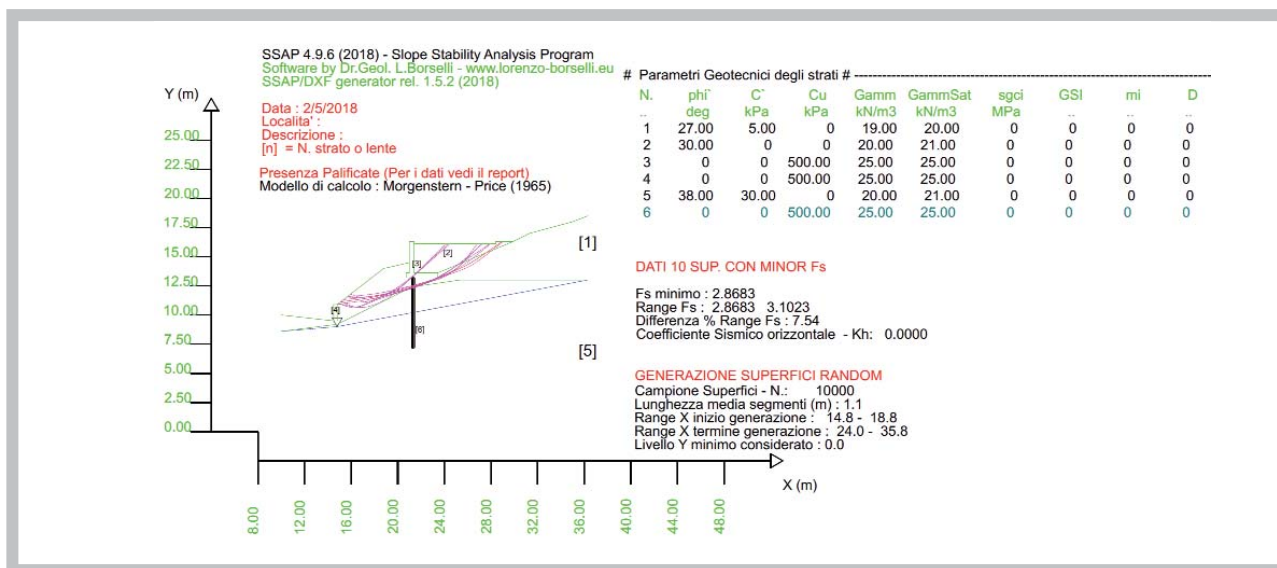 SSAP 4.9.6 (2018) - Slope Stability Analysis Program
Software by Dr.Geol. L.Borselli - www.lorenzo-borselli.eu
SSAP/DXF generator rel. 1.5.2 (2018)
Data : 2/5/2018
Localita' :
Descrizione :
[n] = N. strato o lente
Presenza Palificate (Per i dati vedi il report)
Modello di calcolo : Morgenstern - Price (1965)
# Parametri Geotecnici degli strati # ----------------------------------------------------------------
N. phi` C` Cu Gamm GammSat sgci GSI mi D
.. deg kPa kPa kN/m3 kN/m3 MPa .. .. ..
1 27.00 5.00 0 19.00 20.00 0 0 0 0
2 30.00 0 0 20.00 21.00 0 0 0 0
3 0 0 500.00 25.00 25.00 0 0 0 0
4 0 0 500.00 25.00 25.00 0 0 0 0
5 38.00 30.00 0 20.00 21.00 0 0 0 0
6 0 0 500.00 25.00 25.00 0 0 0 0
Y (m)
25.00
22.50
20.00
17.50
15.00
12.50
10.00
7.50
5.00
2.50
0.00
[1]
[2]
[3]
[4]
[6]
[5]
DATI 10 SUP. CON MINOR Fs
Fs minimo : 2.8683
Range Fs : 2.8683 3.1023
Differenza % Range Fs : 7.54
Coefficiente Sismico orizzontale - Kh: 0.0000
GENERAZIONE SUPERFICI RANDOM
Campione Superfici - N.: 10000
Lunghezza media segmenti (m) : 1.1
Range X inizio generazione : 14.8 - 18.8
Range X termine generazione : 24.0 - 35.8
Livello Y minimo considerato : 0.0
X (m)
8.00 12.00 16.00 20.00 24.00 28.00 32.00 36.00 40.00 44.00 48.00